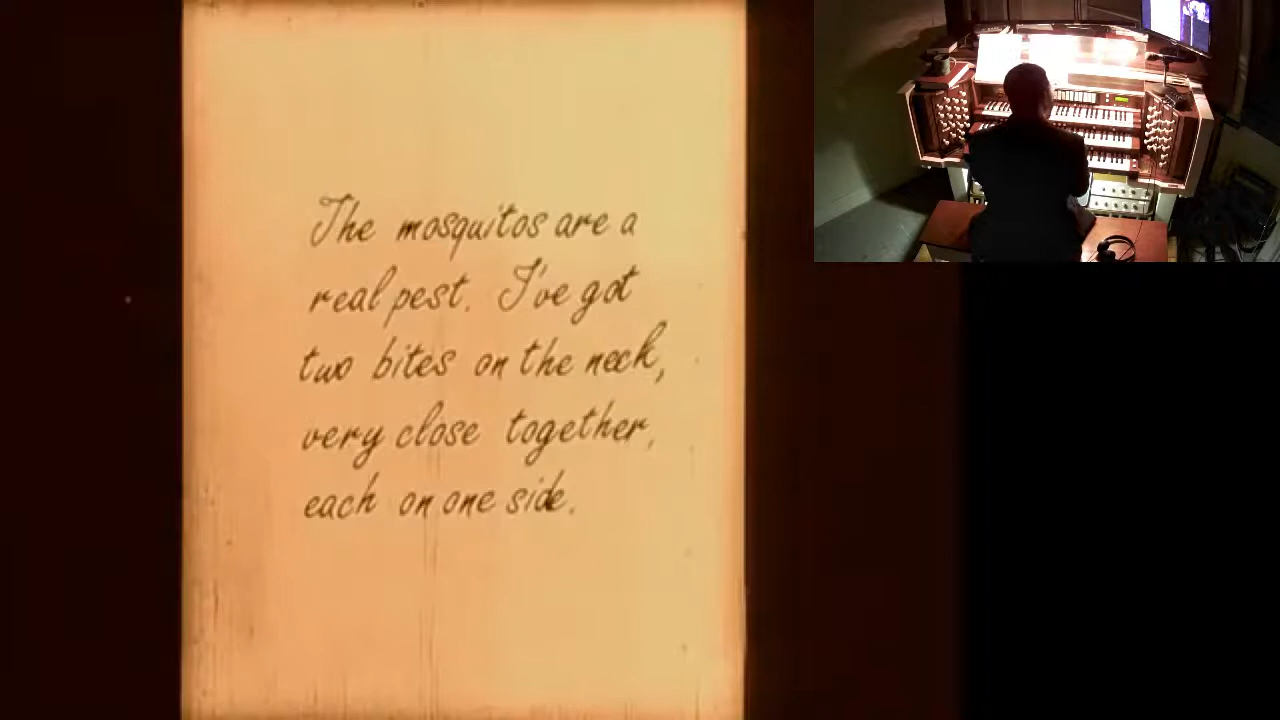 The mosquitos are a
real pest. I've got
two bites on the neck,
very close together,
each on one side.